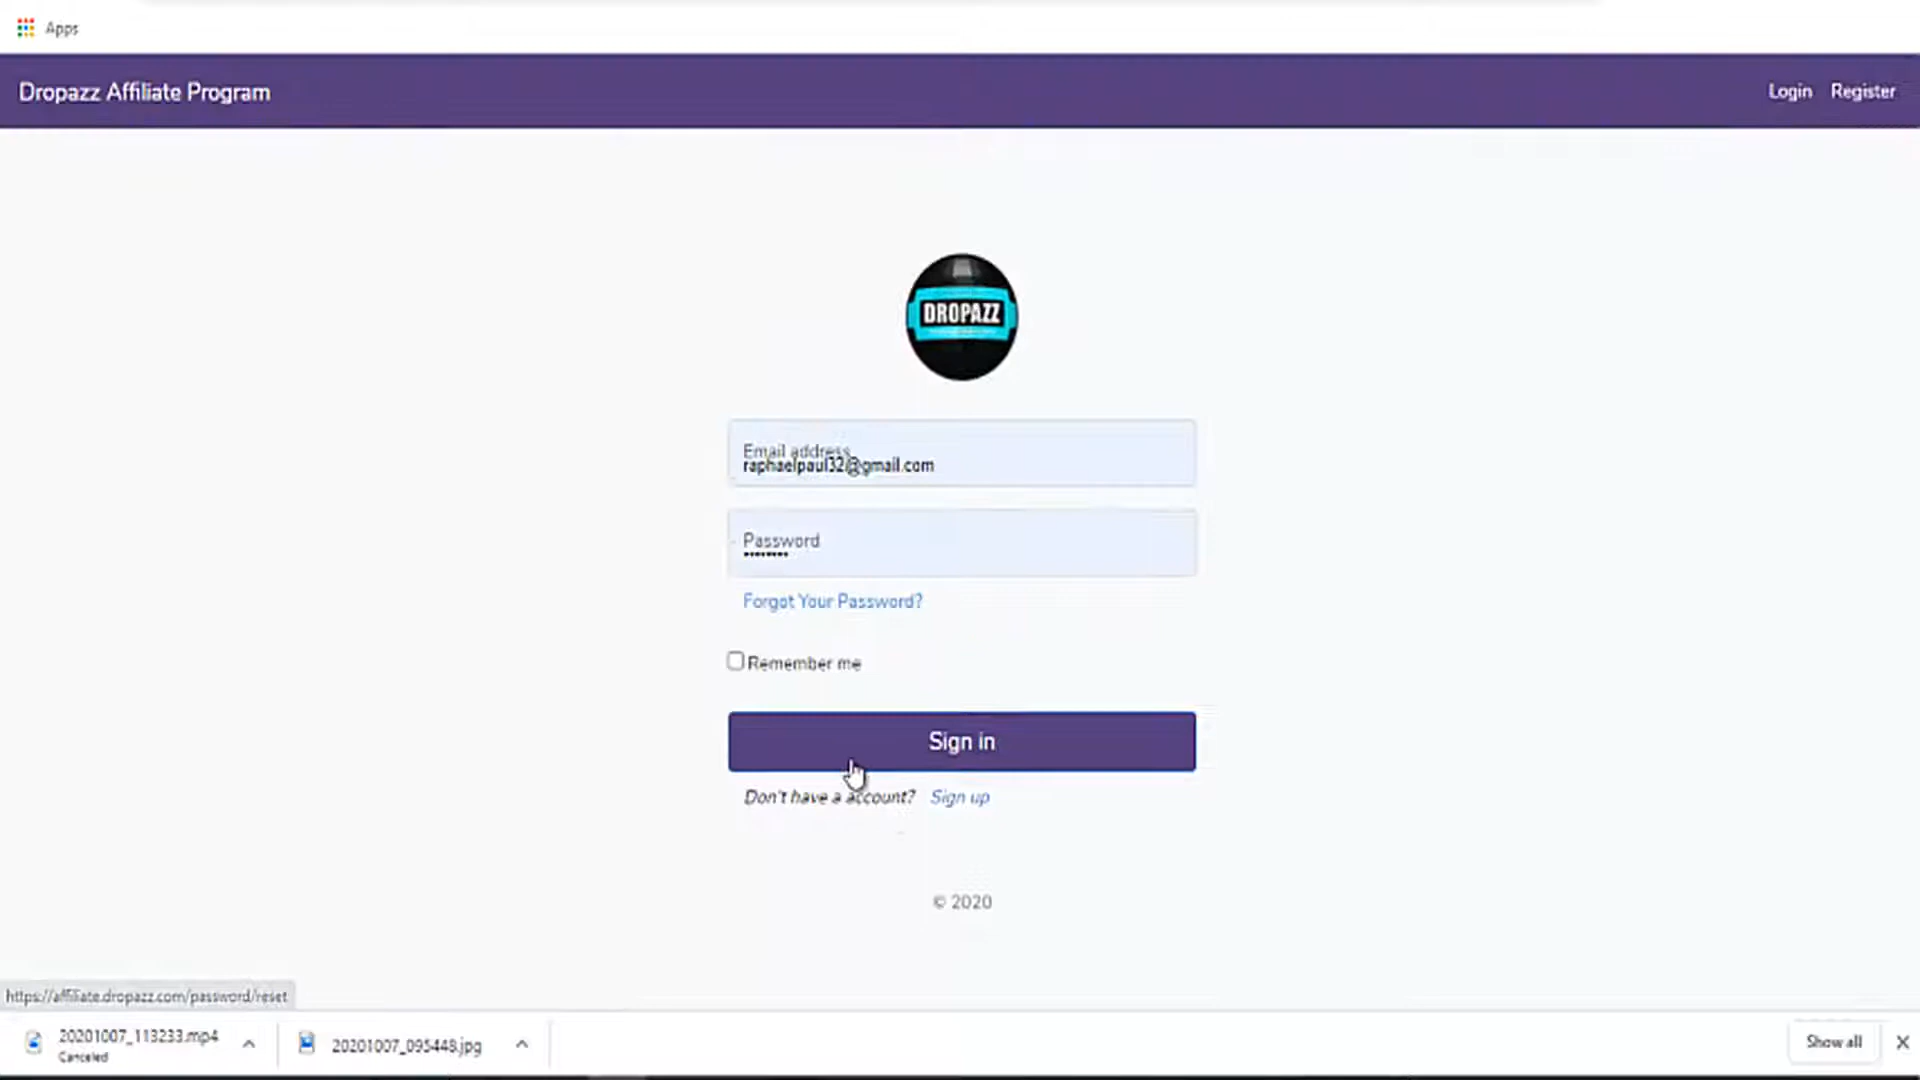 Apps
Dropazz Affiliate Program
Login Register
DROPAZZ
Email address
raphaelpaul32@gmail.com
Password
••••••••
Forgot Your Password?
Remember me
Sign in
Don't have a account? Sign up
© 2020
https://affiliate.dropazz.com/password/reset
20201007_113233.mp4
Canceled
20201007_095448.jpg
Show all